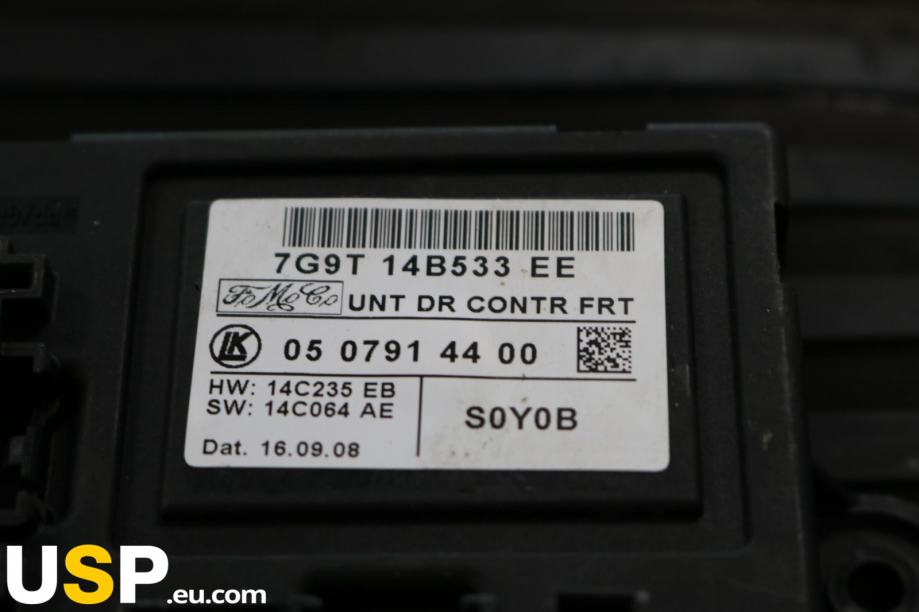 7G9T 14B533 EE
FoMoCo UNT DR CONTR FRT
LK 05 0791 44 00
HW: 14C235 EB
SW: 14C064 AE
S0Y0B
Dat. 16.09.08
USP.eu.com